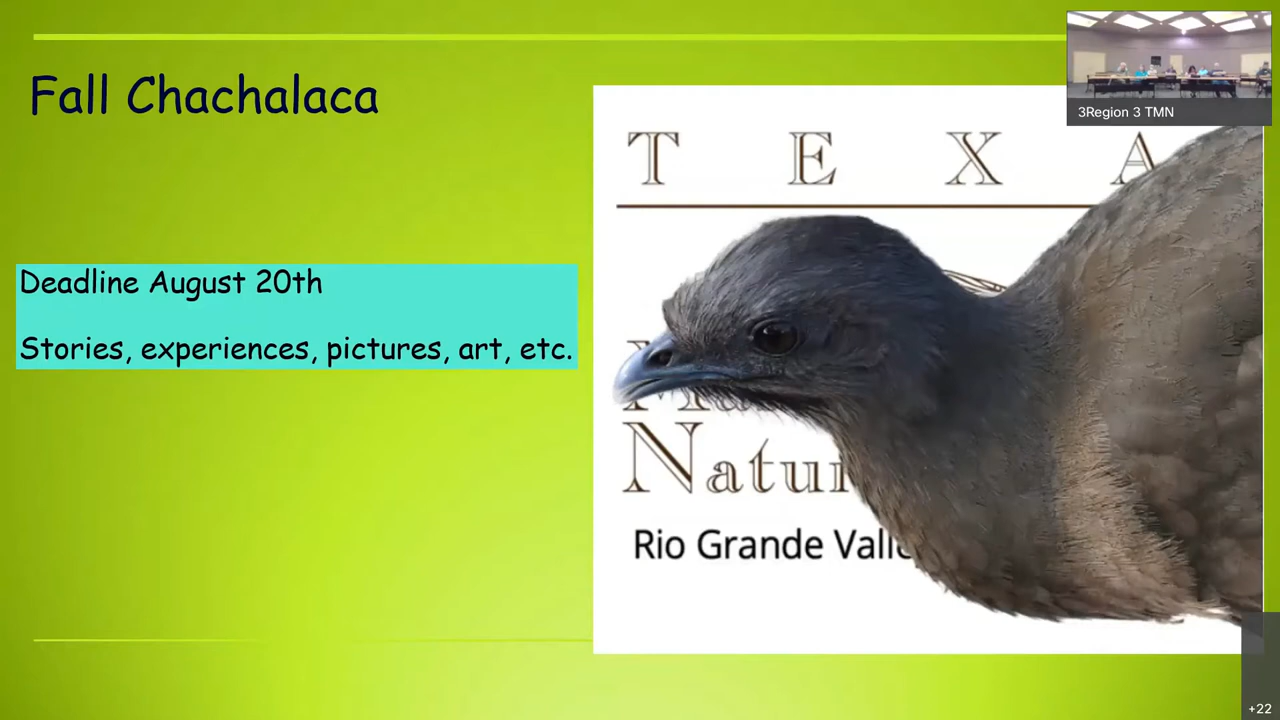 Fall Chachalaca
Deadline August 20th
Stories, experiences, pictures, art, etc.
3Region 3 TMN
T E X A
Natur
Rio Grande Valle
+22